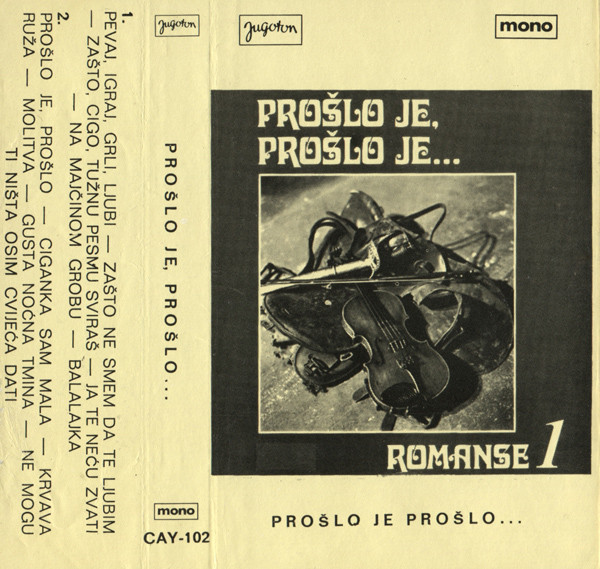 1.
PEVAJ, IGRAJ, GRLI, LJUBI — ZAŠTO NE SMEM DA TE LJUBIM
— ZAŠTO, CIGO, TUŽNU PESMU SVIRAŠ — JA TE NEĆU ZVATI
— NA MAJČINOM GROBU — BALALAJKA
2.
PROŠLO JE, PROŠLO — CIGANKA SAM MALA — KRVAVA
RUŽA — MOLITVA — GUSTA NOĆNA TMINA — NE MOGU
TI NIŠTA OSIM CVIJEĆA DATI
Jugoton
PROŠLO JE, PROŠLO...
mono
CAY-102
Jugoton
mono
PROŠLO JE,
PROŠLO JE...
ROMANSE 1
PROŠLO JE PROŠLO...